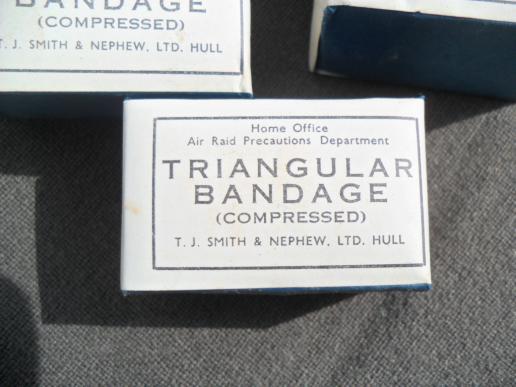 BANDAGE
(COMPRESSED)
T. J. SMITH & NEPHEW, LTD. HULL
Home Office
Air Raid Precautions Department
TRIANGULAR
BANDAGE
(COMPRESSED)
T. J. SMITH & NEPHEW, LTD. HULL